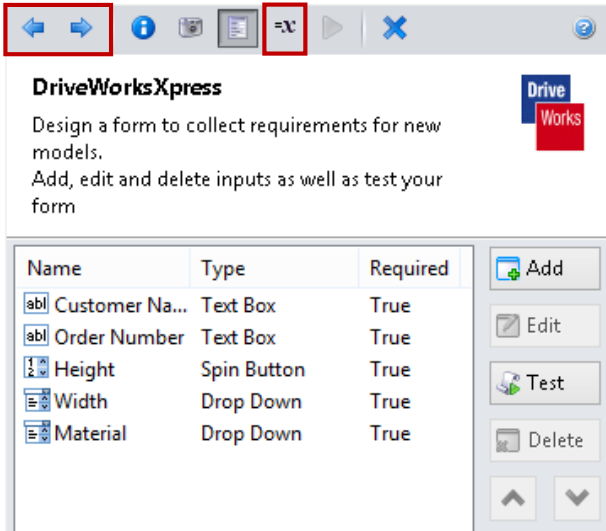 =x
DriveWorksXpress
Drive
Works
Design a form to collect requirements for new
models.
Add, edit and delete inputs as well as test your
form
Name Type Required
Add
abl Customer Na... Text Box True
abl Order Number Text Box True
Edit
Height Spin Button True
Width Drop Down True
Test
Material Drop Down True
Delete